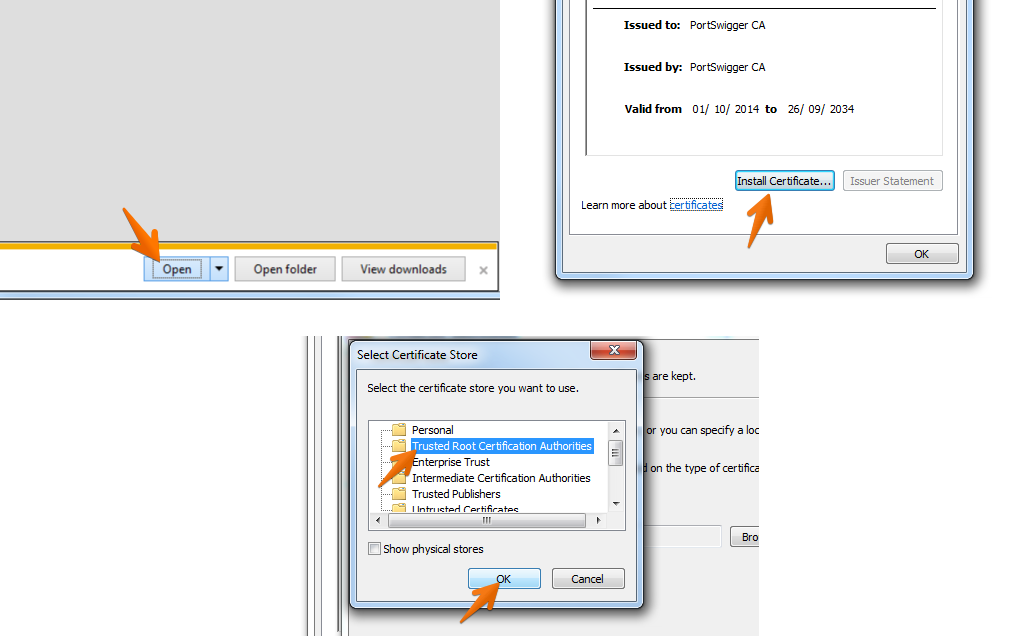 Issued to: PortSwigger CA
Issued by: PortSwigger CA
Valid from 01/ 10/ 2014 to 26/ 09/ 2034
Install Certificate...
Issuer Statement
Learn more about certificates
OK
Open
Open folder
View downloads
Select Certificate Store
Select the certificate store you want to use.
Personal
Trusted Root Certification Authorities
Enterprise Trust
Intermediate Certification Authorities
Trusted Publishers
Untrusted Certificates
Show physical stores
OK
Cancel
s are kept.
or you can specify a loc
d on the type of certifica
Bro